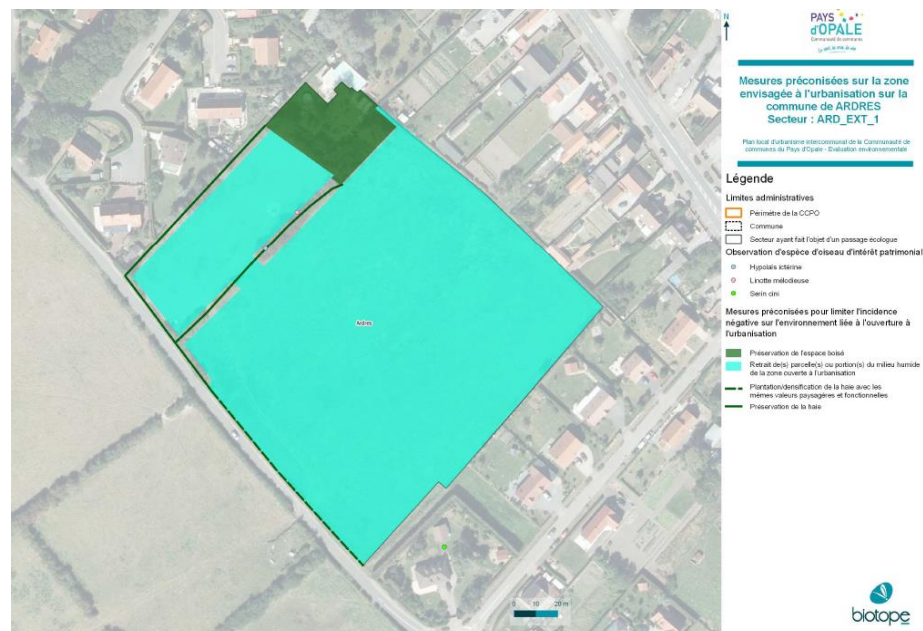 Ardres
0 10 20 m
N
PAYS
d'OPALE
Communauté de communes
Mesures préconisées sur la zone
envisagée à l'urbanisation sur la
commune de ARDRES
Secteur : ARD_EXT_1
Plan local d'urbanisme intercommunal de la Communauté de
communes du Pays d'Opale - Evaluation environnementale
Légende
Limites administratives
Périmètre de la CCPO
Commune
Secteur ayant fait l'objet d'un passage écologue
Observation d'espèce d'oiseau d'intérêt patrimonial
Hypolaïs ictérine
Linotte mélodieuse
Serin cini
Mesures préconisées pour limiter l'incidence
négative sur l'environnement liée à l'ouverture à
l'urbanisation
Préservation de l'espace boisé
Retrait de(s) parcelle(s) ou portion(s) du milieu humide
de la zone ouverte à l'urbanisation
Plantation/densification de la haie avec les
mêmes valeurs paysagères et fonctionnelles
Préservation de la haie
biotope